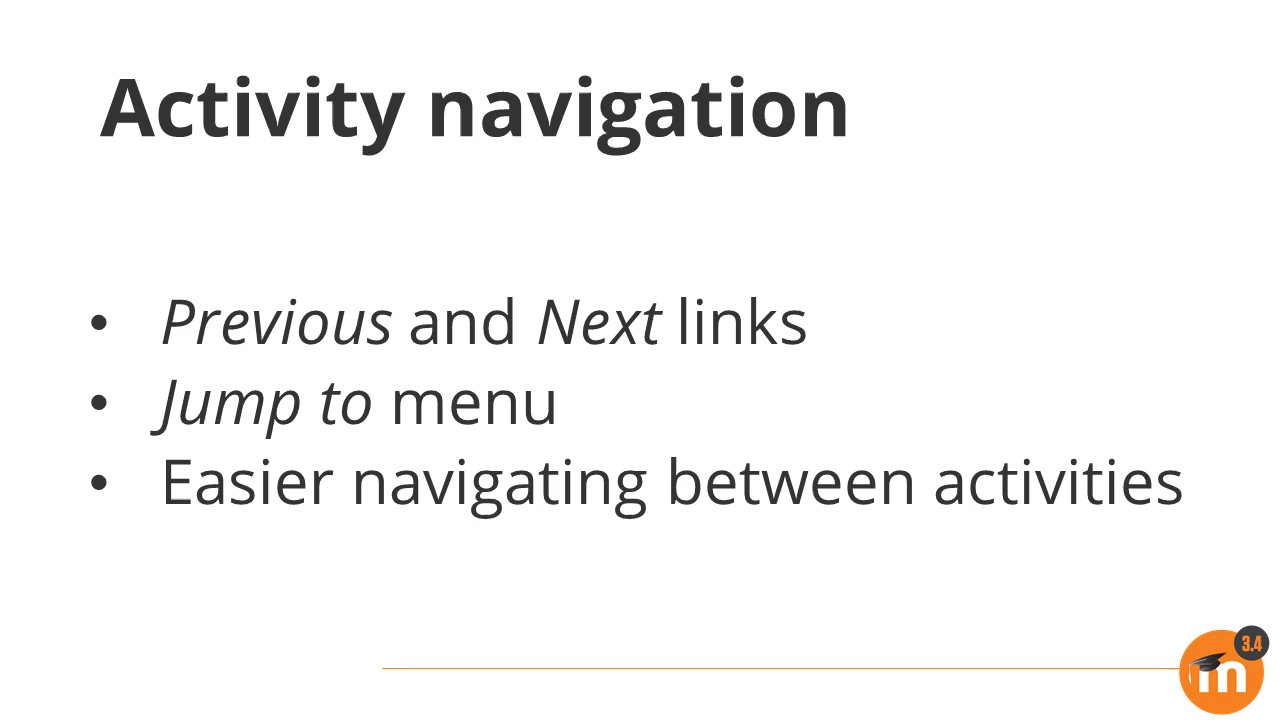 Activity navigation
• Previous and Next links
• Jump to menu
• Easier navigating between activities
3.4
m